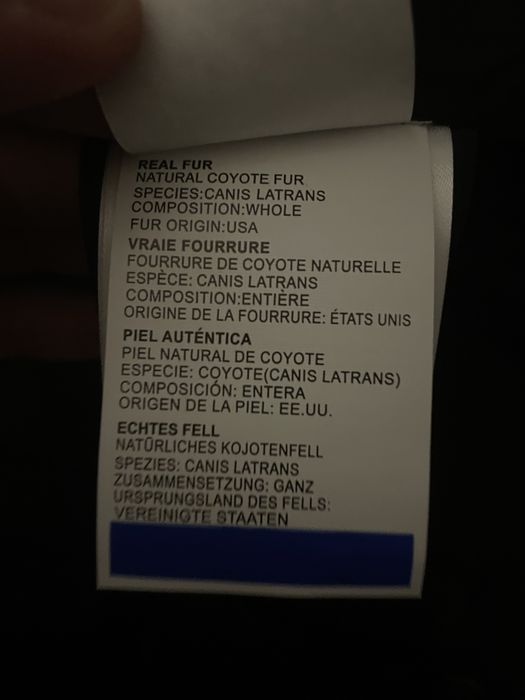 REAL FUR
NATURAL COYOTE FUR
SPECIES:CANIS LATRANS
COMPOSITION:WHOLE
FUR ORIGIN:USA
VRAIE FOURRURE
FOURRURE DE COYOTE NATURELLE
ESPÈCE: CANIS LATRANS
COMPOSITION:ENTIÈRE
ORIGINE DE LA FOURRURE: ÉTATS UNIS
PIEL AUTÉNTICA
PIEL NATURAL DE COYOTE
ESPECIE: COYOTE(CANIS LATRANS)
COMPOSICIÓN: ENTERA
ORIGEN DE LA PIEL: EE.UU.
ECHTES FELL
NATŪRLICHES KOJOTENFELL
SPEZIES: CANIS LATRANS
ZUSAMMENSETZUNG: GANZ
URSPRUNGSLAND DES FELLS:
VEREINIGTE STAATEN